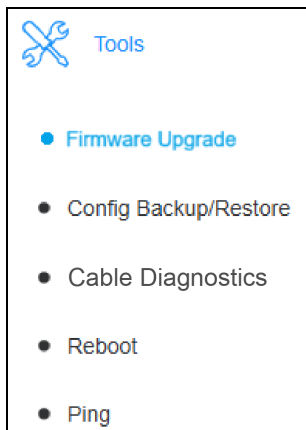 Tools
Firmware Upgrade
Config Backup/Restore
Cable Diagnostics
Reboot
Ping